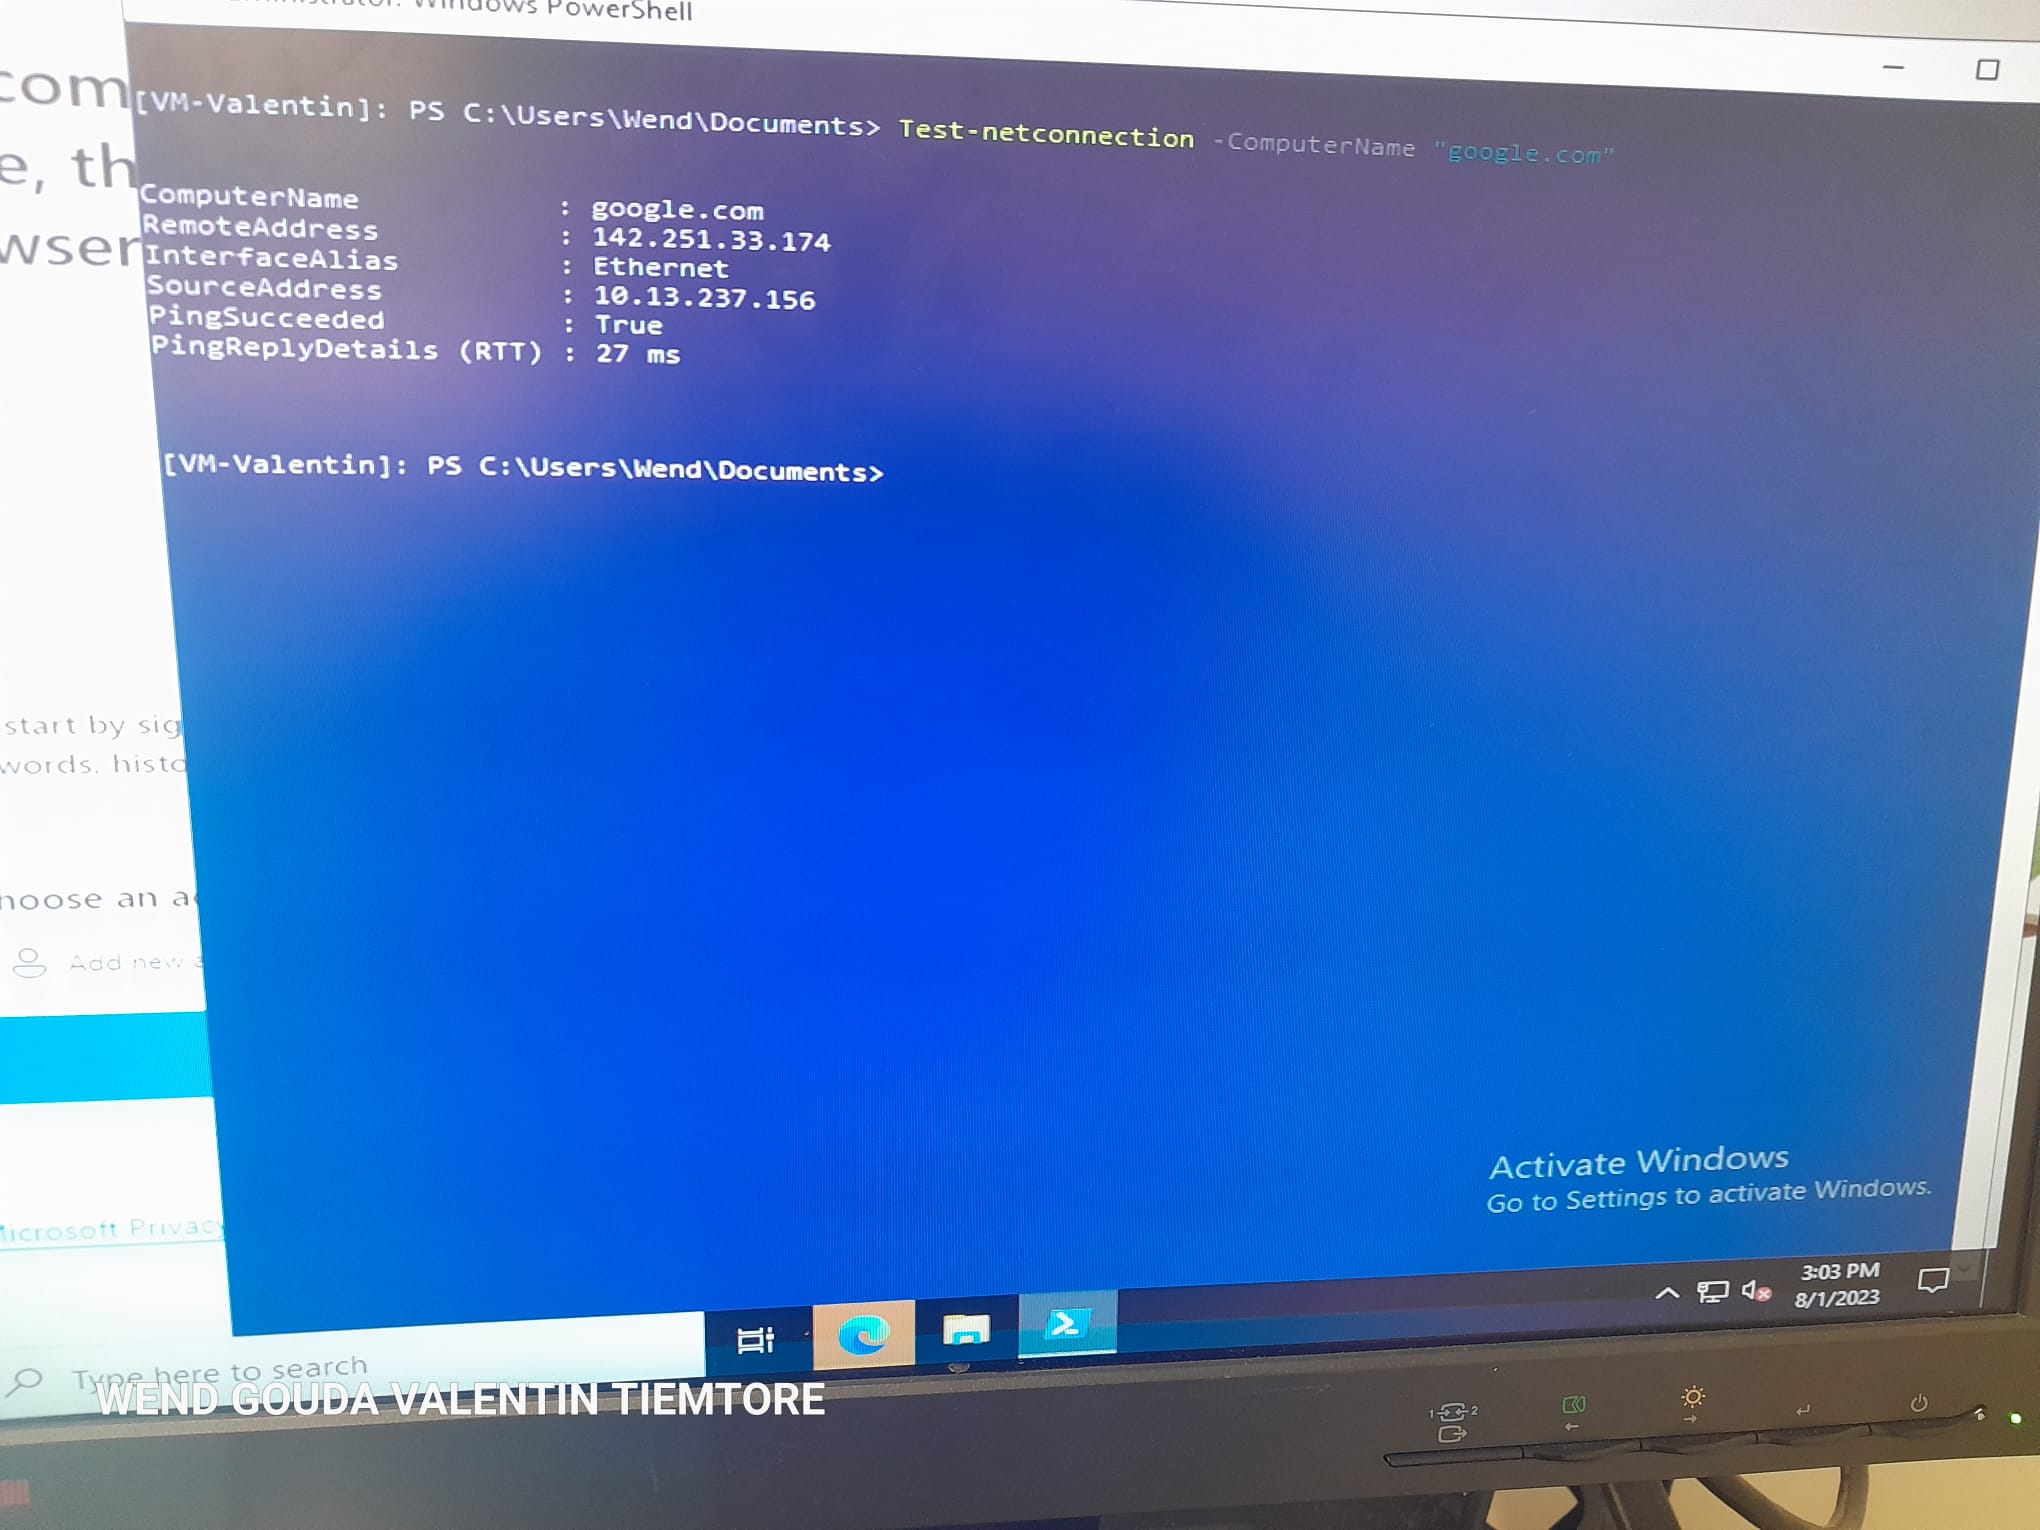 Windows PowerShell
[VM-Valentin]: PS C:\Users\Wend\Documents> Test-netconnection -ComputerName "google.com"
ComputerName : google.com
RemoteAddress : 142.251.33.174
InterfaceAlias : Ethernet
SourceAddress : 10.13.237.156
PingSucceeded : True
PingReplyDetails (RTT) : 27 ms
[VM-Valentin]: PS C:\Users\Wend\Documents>
com
e, th
wser
start by sig
words, histo
hoose an a
Add new a
Microsoft Privacy
Activate Windows
Go to Settings to activate Windows.
3:03 PM
8/1/2023
Type here to search
WEND GOUDA VALENTIN TIEMTORE
1 2